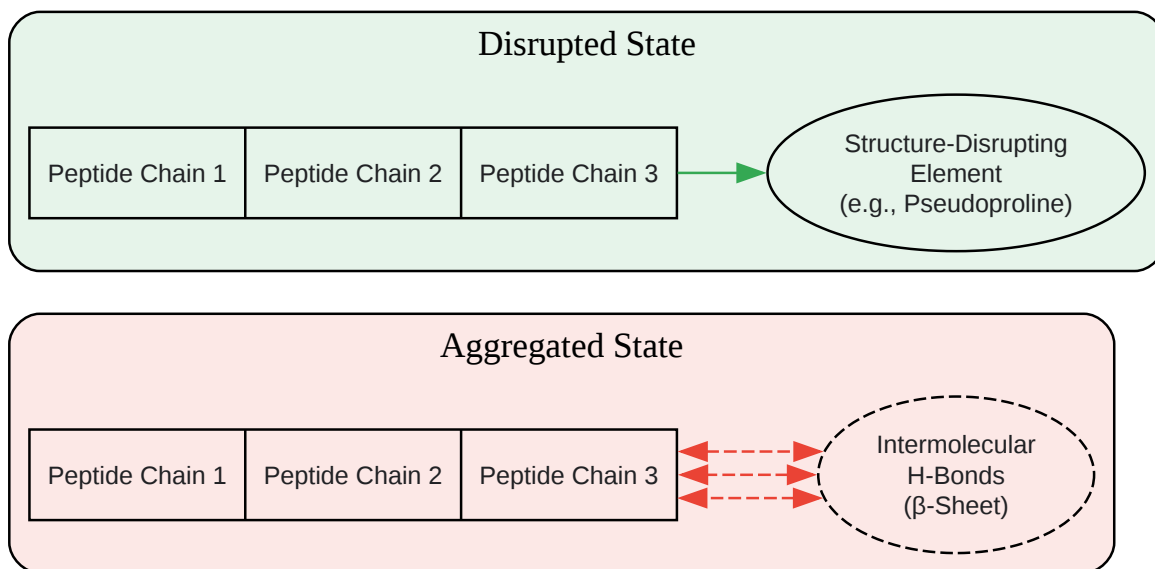 Disrupted State
Peptide Chain 1
Peptide Chain 2
Peptide Chain 3
Structure-Disrupting
Element
(e.g., Pseudoproline)
Aggregated State
Peptide Chain 1
Peptide Chain 2
Peptide Chain 3
Intermolecular
H-Bonds
(β-Sheet)